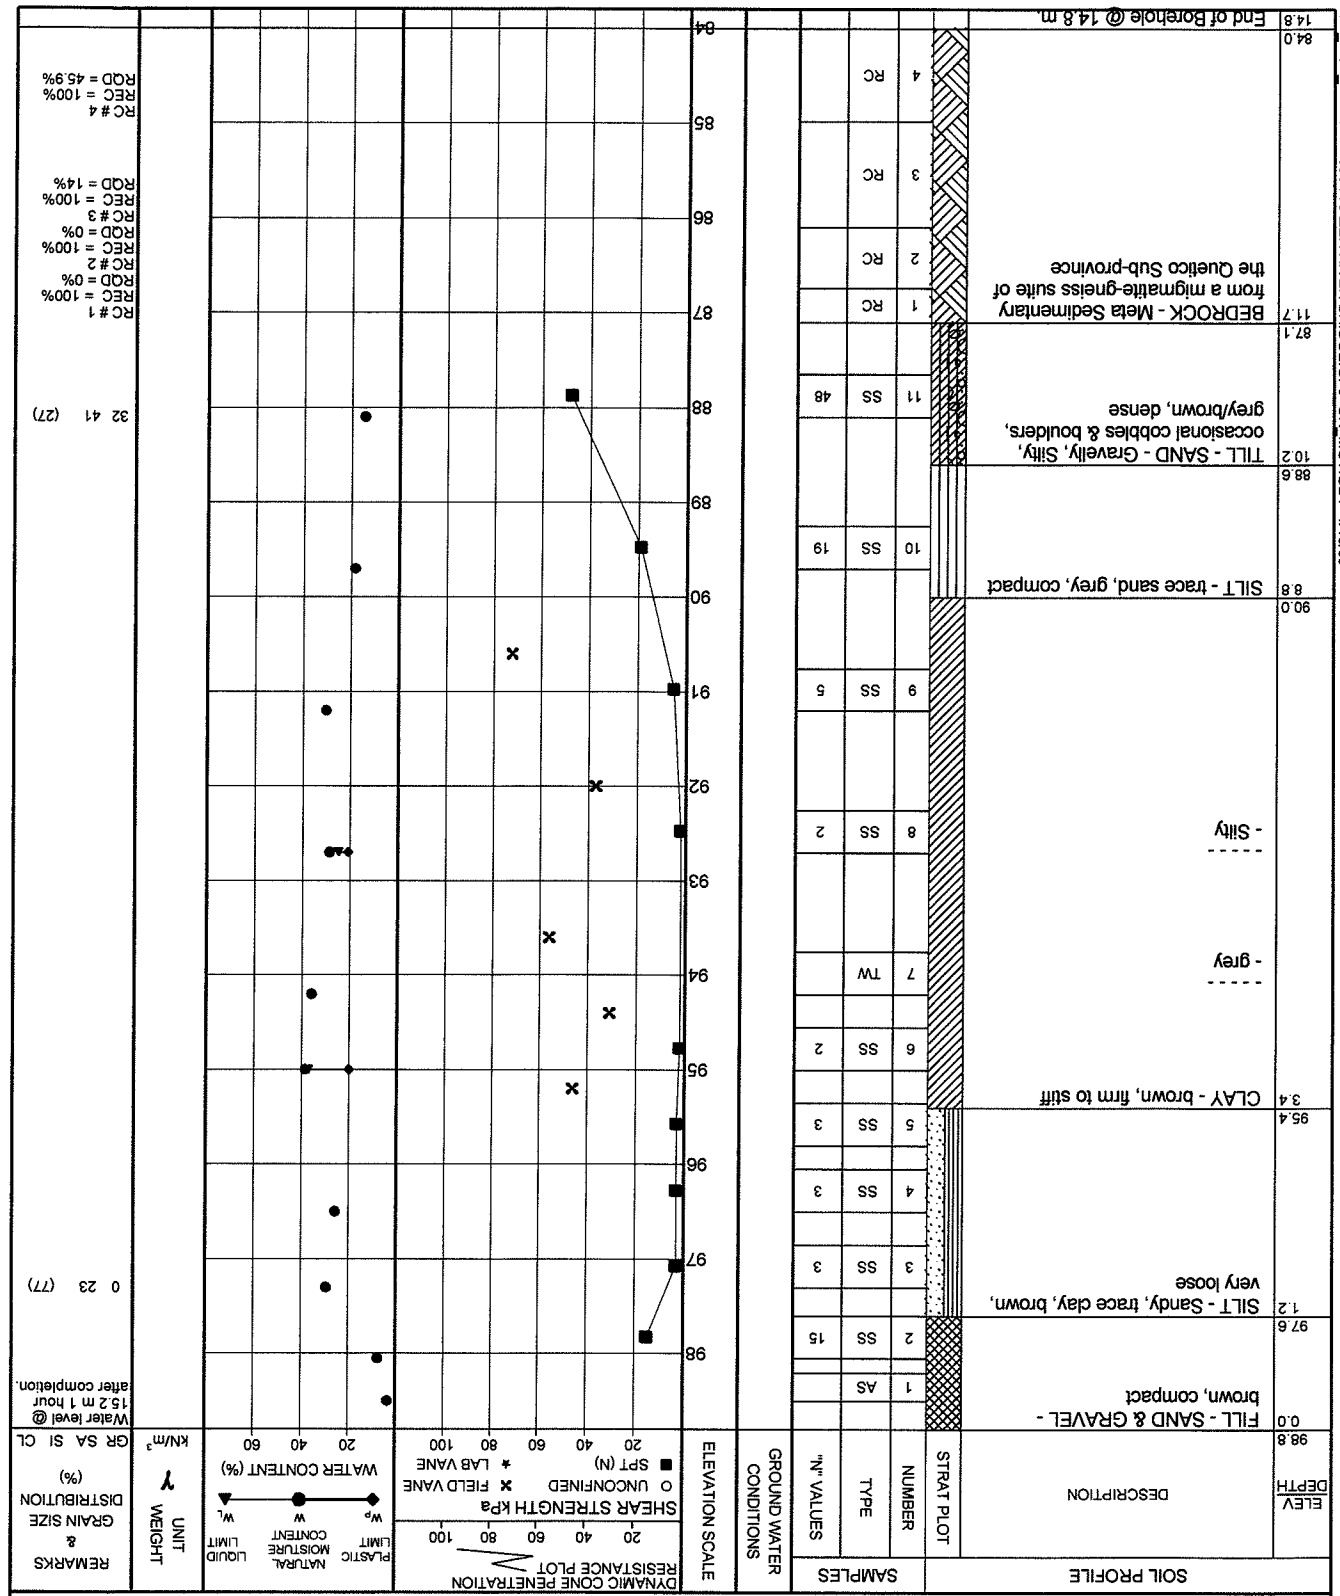 SOIL PROFILE
SAMPLES
ELEV
DEPTH
DESCRIPTION
STRAT PLOT
NUMBER
TYPE
"N" VALUES
GROUND WATER
CONDITIONS
ELEVATION SCALE
DYNAMIC CONE PENETRATION
RESISTANCE PLOT
20 40 60 80 100
SHEAR STRENGTH kPa
○ UNCONFINED
✗ FIELD VANE
■ SPT (N)
★ LAB VANE
20 40 60 80 100
PLASTIC
LIMIT
NATURAL
MOISTURE
CONTENT
LIQUID
LIMIT
WP
W
WL
WATER CONTENT (%)
20 40 60
UNIT
WEIGHT
γ
kN/m³
REMARKS
&
GRAIN SIZE
DISTRIBUTION
(%)
GR SA SI CL
98.8
0.0
FILL - SAND & GRAVEL -
brown, compact
1 AS
Water level @
15.2 m 1 hour
after completion.
98
2 SS 15
97.6
1.2
SILT - Sandy, trace clay, brown,
very loose
3 SS 3
0 23 (77)
97
4 SS 3
96
5 SS 3
95.4
3.4
CLAY - brown, firm to stiff
95
6 SS 2
- grey
7 TW
94
93
- Silty
8 SS 2
92
91
9 SS 5
90.0
8.8
SILT - trace sand, grey, compact
90
10 SS 19
89
88.6
10.2
TILL - SAND - Gravelly, Silty,
occasional cobbles & boulders,
grey/brown, dense
88
11 SS 48
32 41 (27)
87.1
11.7
BEDROCK - Meta Sedimentary
from a migmatite-gneiss suite of
the Quetico Sub-province
1 RC
87
RC # 1
REC = 100%
RQD = 0%
2 RC
RC # 2
REC = 100%
RQD = 0%
86
3 RC
RC # 3
REC = 100%
RQD = 14%
85
4 RC
RC # 4
REC = 100%
RQD = 45.9%
84
84.0
14.8
End of Borehole @ 14.8 m.